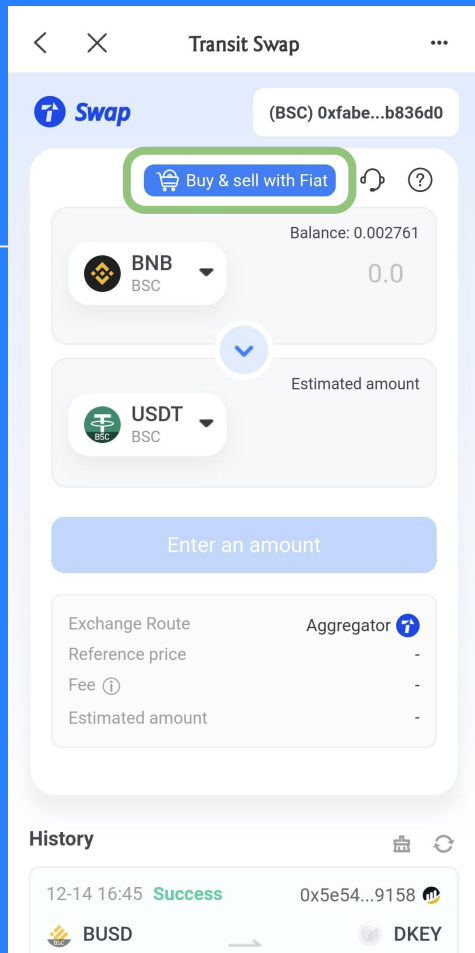 Transit Swap
Swap
(BSC) 0xfabe...b836d0
Buy & sell with Fiat
Balance: 0.002761
BNB
BSC
0.0
Estimated amount
USDT
BSC
BSC
Enter an amount
Exchange Route Aggregator
Reference price -
Fee -
Estimated amount -
History
12-14 16:45 Success 0x5e54...9158
BUSD DKEY
BSC